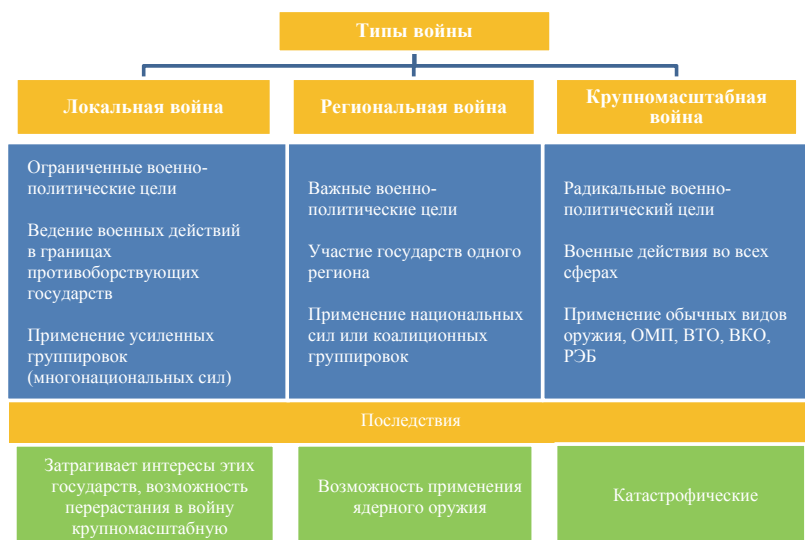 Типы войны
Локальная война
Региональная война
Крупномасштабная
война
Ограниченные военно-
политические цели
Ведение военных действий
в границах
противоборствующих
государств
Применение усиленных
группировок
(многонациональных сил)
Важные военно-
политические цели
Участие государств одного
региона
Применение национальных
сил или коалиционных
группировок
Радикальные военно-
политический цели
Военные действия во всех
сферах
Применение обычных видов
оружия, ОМП, ВТО, ВКО,
РЭБ
Последствия
Затрагивает интересы этих
государств, возможность
перерастания в войну
крупномасштабную
Возможность применения
ядерного оружия
Катастрофические